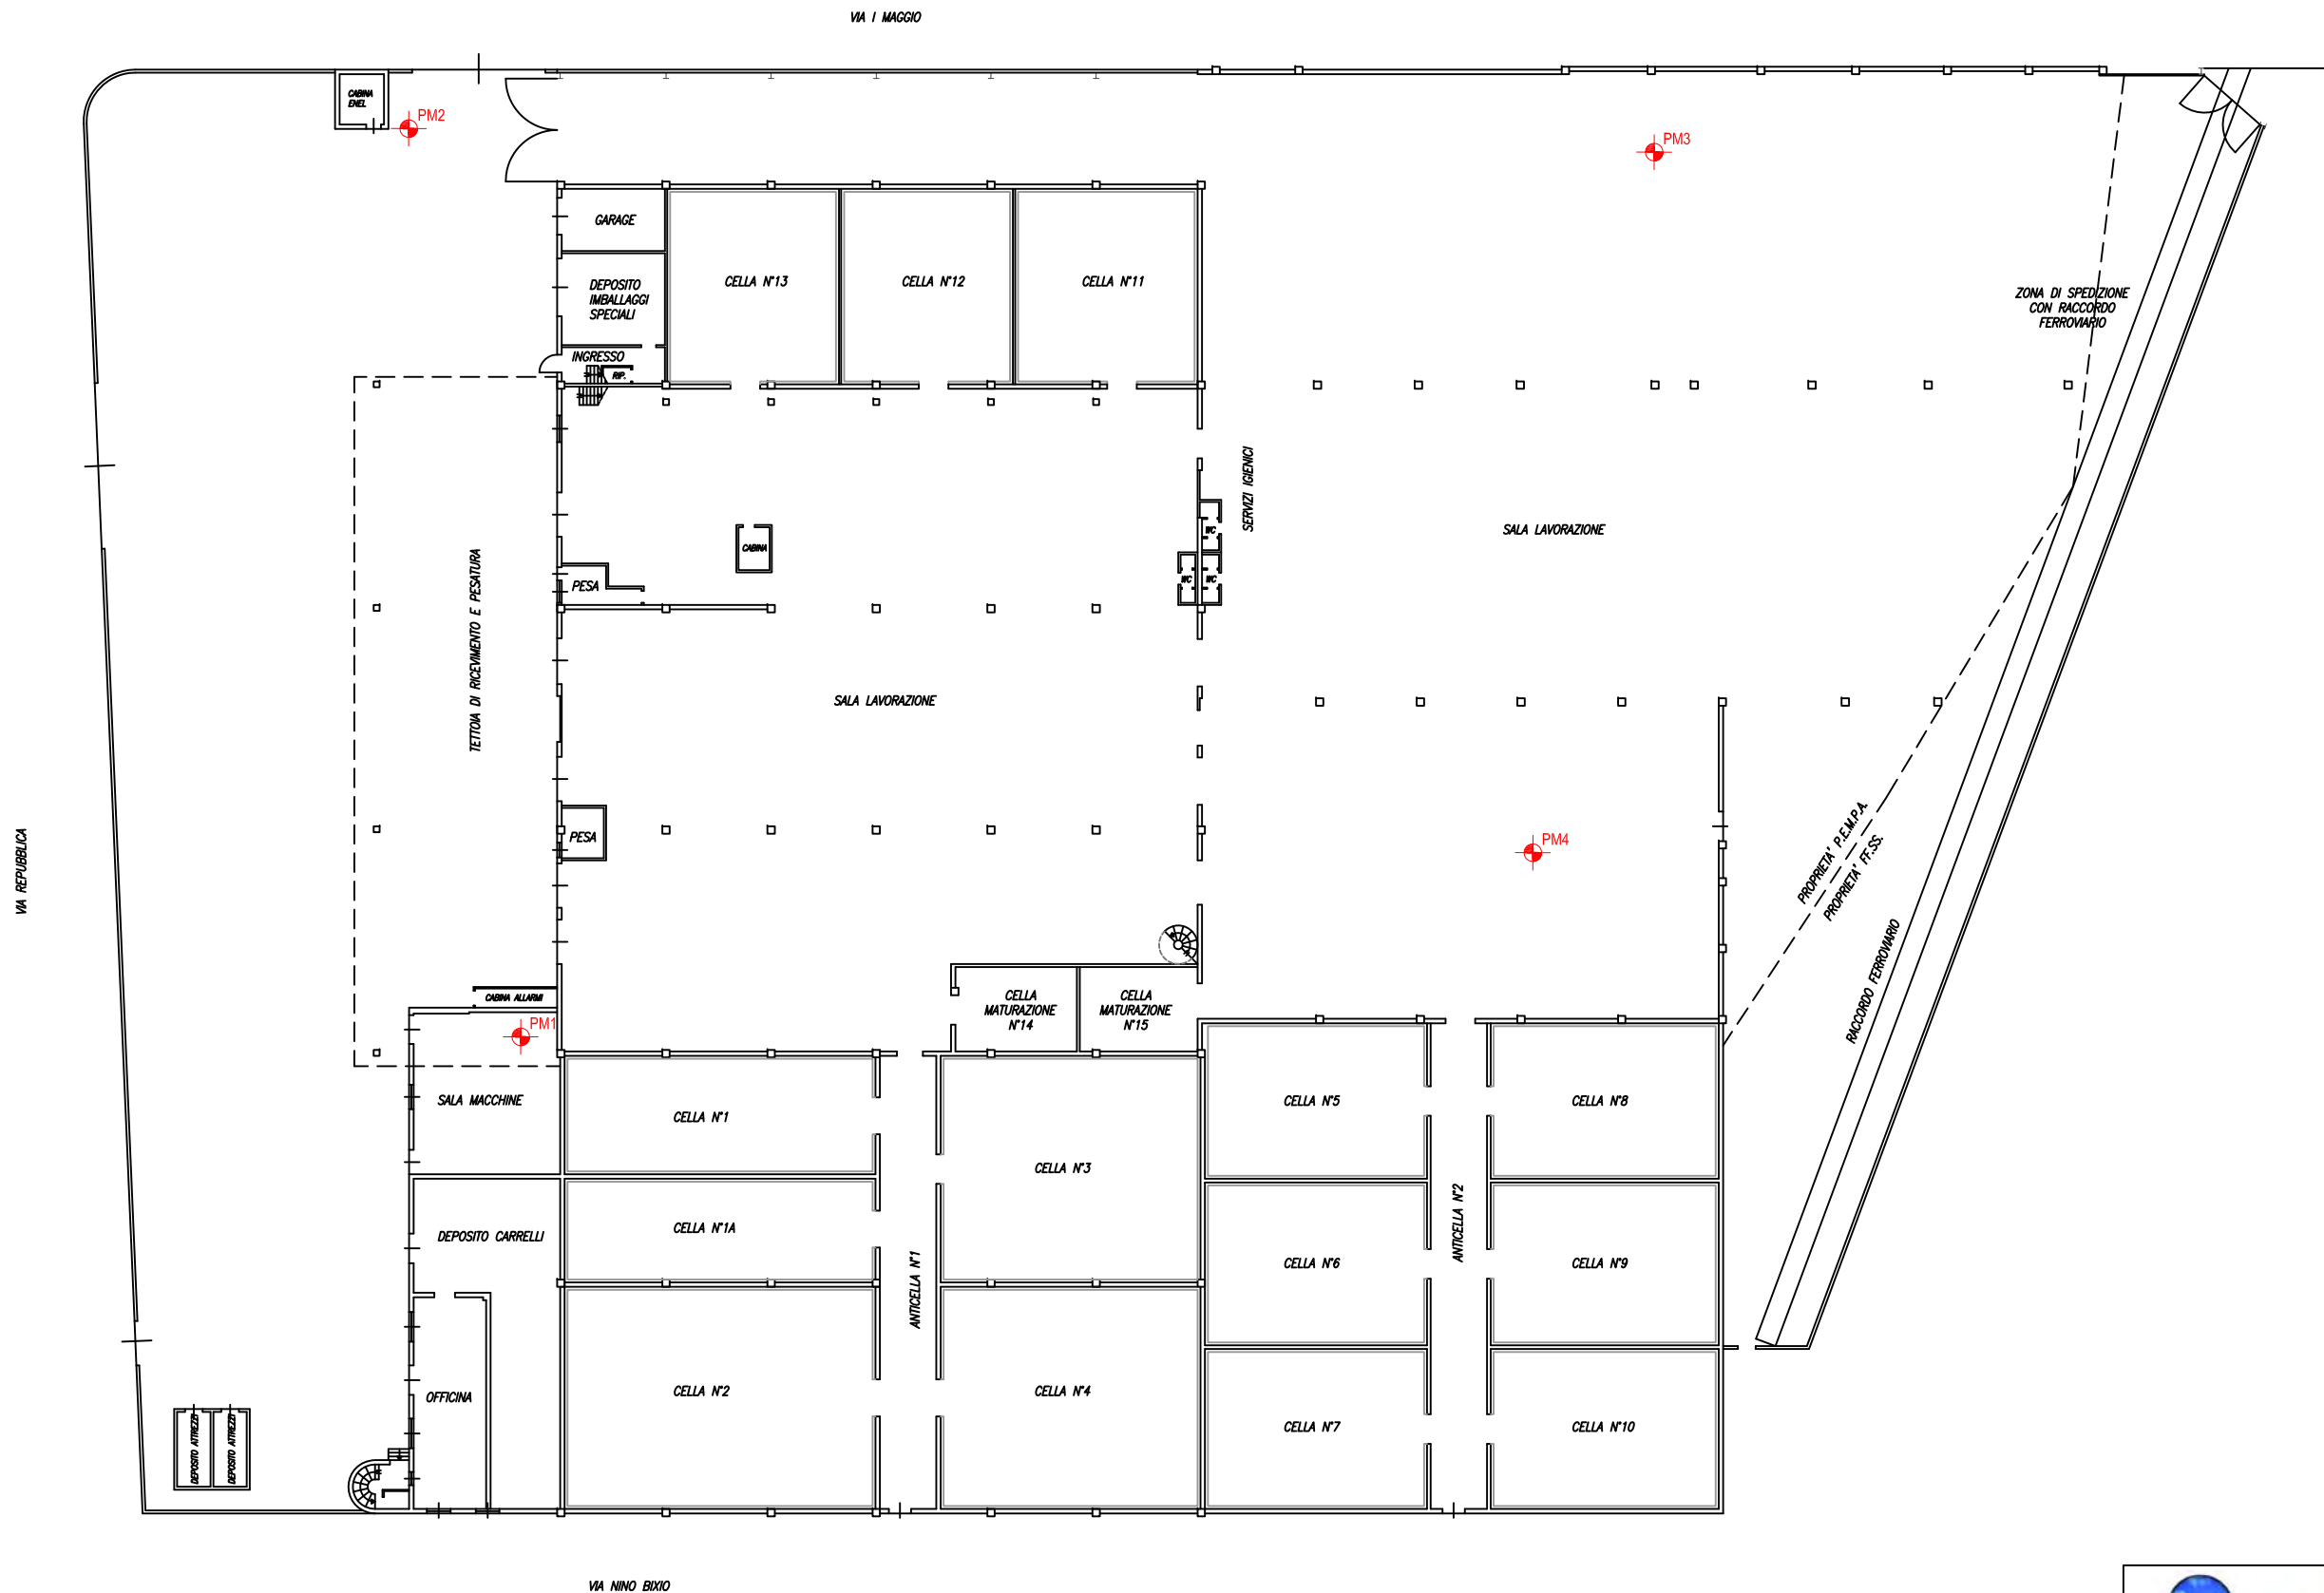 VIA I MAGGIO
CABINA
ENEL
PM2
PM3
GARAGE
DEPOSITO
IMBALLAGGI
SPECIALI
CELLA N°13
CELLA N°12
CELLA N°11
ZONA DI SPEDIZIONE
CON RACCORDO
FERROVIARIO
INGRESSO
RIP.
SERVIZI IGIENICI
WC
WC
WC
SALA LAVORAZIONE
CABINA
PESA
TETTOIA DI RICEVIMENTO E PESATURA
SALA LAVORAZIONE
PESA
VIA REPUBBLICA
PM4
PROPRIETA' P.E.M.P.A.
PROPRIETA' FF.SS.
RACCORDO FERROVIARIO
CABINA ALLARMI
PM1
CELLA
MATURAZIONE
N°14
CELLA
MATURAZIONE
N°15
SALA MACCHINE
CELLA N°1
CELLA N°3
CELLA N°5
CELLA N°8
DEPOSITO CARRELLI
CELLA N°1A
ANTICELLA N°1
ANTICELLA N°2
CELLA N°6
CELLA N°9
OFFICINA
CELLA N°2
CELLA N°4
CELLA N°7
CELLA N°10
DEPOSITO ATTREZZI
DEPOSITO ATTREZZI
VIA NINO BIXIO